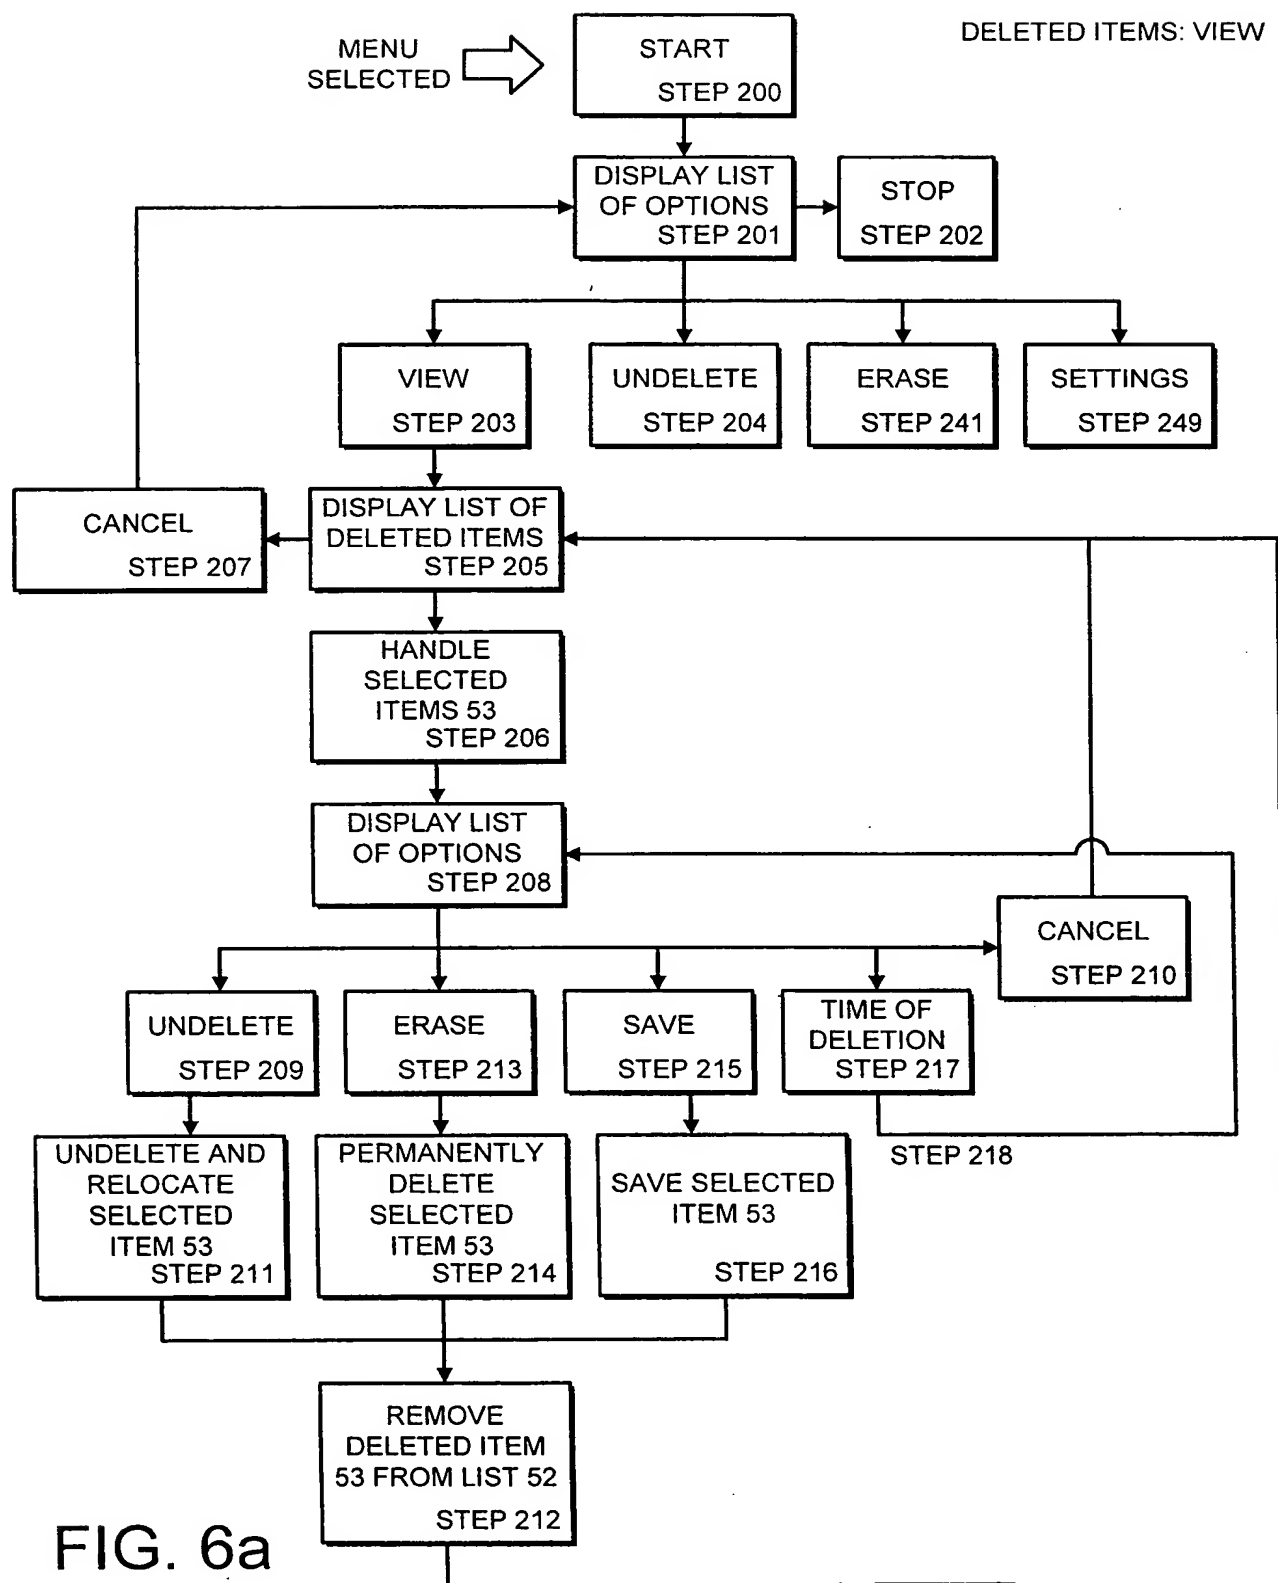 DELETED ITEMS: VIEW
MENU
SELECTED
START
STEP 200
DISPLAY LIST
OF OPTIONS
STEP 201
STOP
STEP 202
VIEW
STEP 203
UNDELETE
STEP 204
ERASE
STEP 241
SETTINGS
STEP 249
CANCEL
STEP 207
DISPLAY LIST OF
DELETED ITEMS
STEP 205
HANDLE
SELECTED
ITEMS 53
STEP 206
DISPLAY LIST
OF OPTIONS
STEP 208
CANCEL
STEP 210
UNDELETE
STEP 209
ERASE
STEP 213
SAVE
STEP 215
TIME OF
DELETION
STEP 217
STEP 218
UNDELETE AND
RELOCATE
SELECTED
ITEM 53
STEP 211
PERMANENTLY
DELETE
SELECTED
ITEM 53
STEP 214
SAVE SELECTED
ITEM 53
STEP 216
REMOVE
DELETED ITEM
53 FROM LIST 52
STEP 212
FIG. 6a